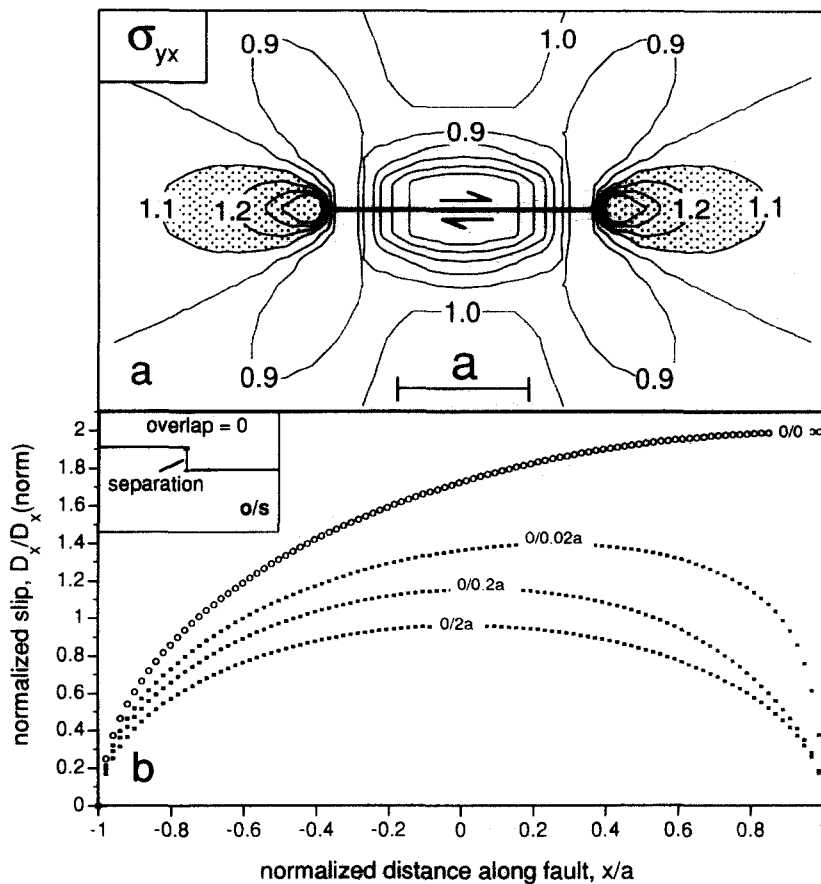 σyx
0.9
1.0
0.9
0.9
1.1
1.2
1.2
1.1
1.0
0.9
0.9
a
a
overlap = 0
separation
o/s
0/0
0/0.02a
0/0.2a
0/2a
b
normalized slip, Dx/Dx(norm)
2
1.8
1.6
1.4
1.2
1
0.8
0.6
0.4
0.2
0
-1
-0.8
-0.6
-0.4
-0.2
0
0.2
0.4
0.6
0.8
normalized distance along fault, x/a